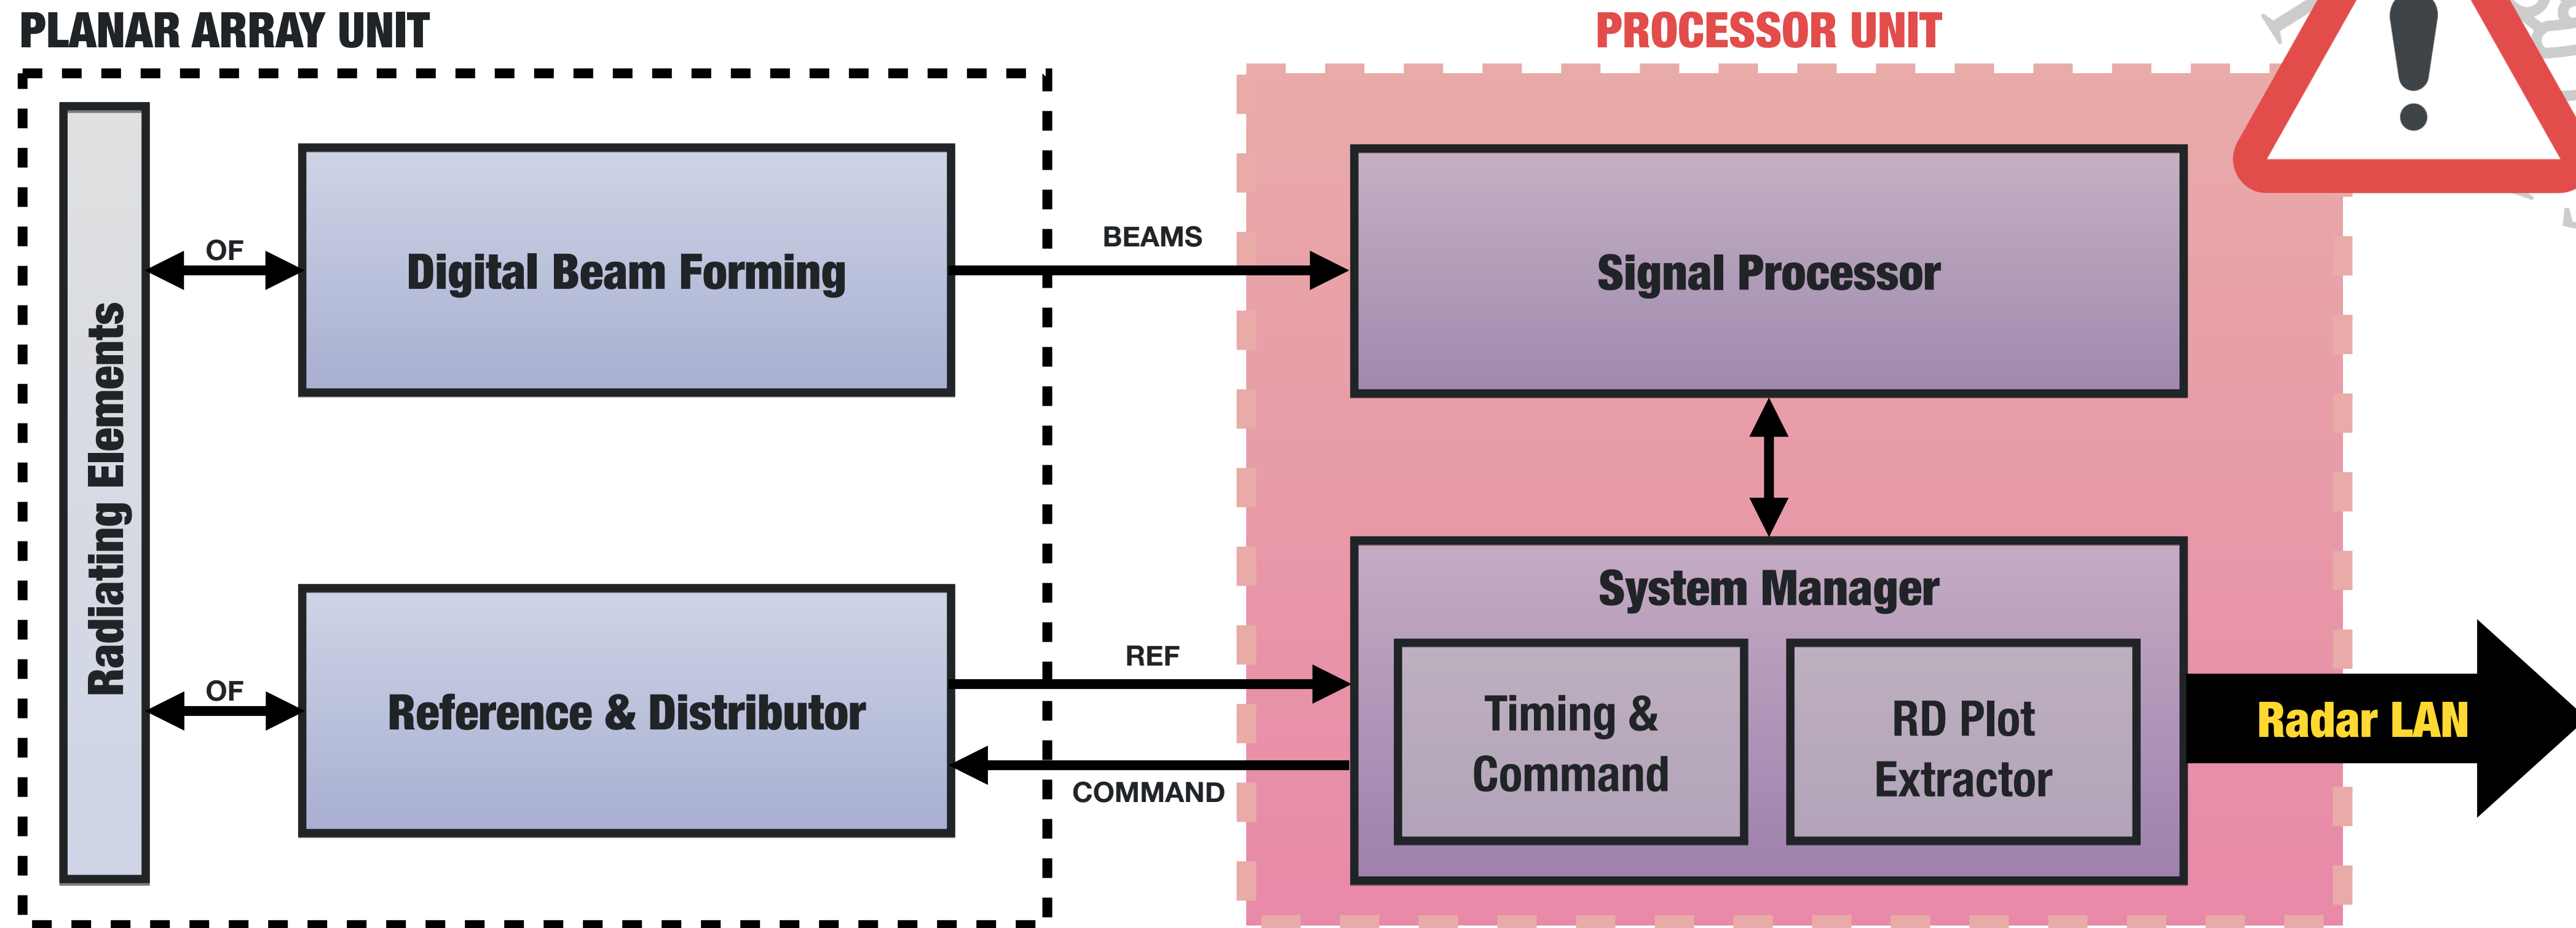 PLANAR ARRAY UNIT
PROCESSOR UNIT
Radiating Elements
OF
Digital Beam Forming
BEAMS
Signal Processor
OF
Reference & Distributor
REF
COMMAND
System Manager
Timing &
Command
RD Plot
Extractor
Radar LAN